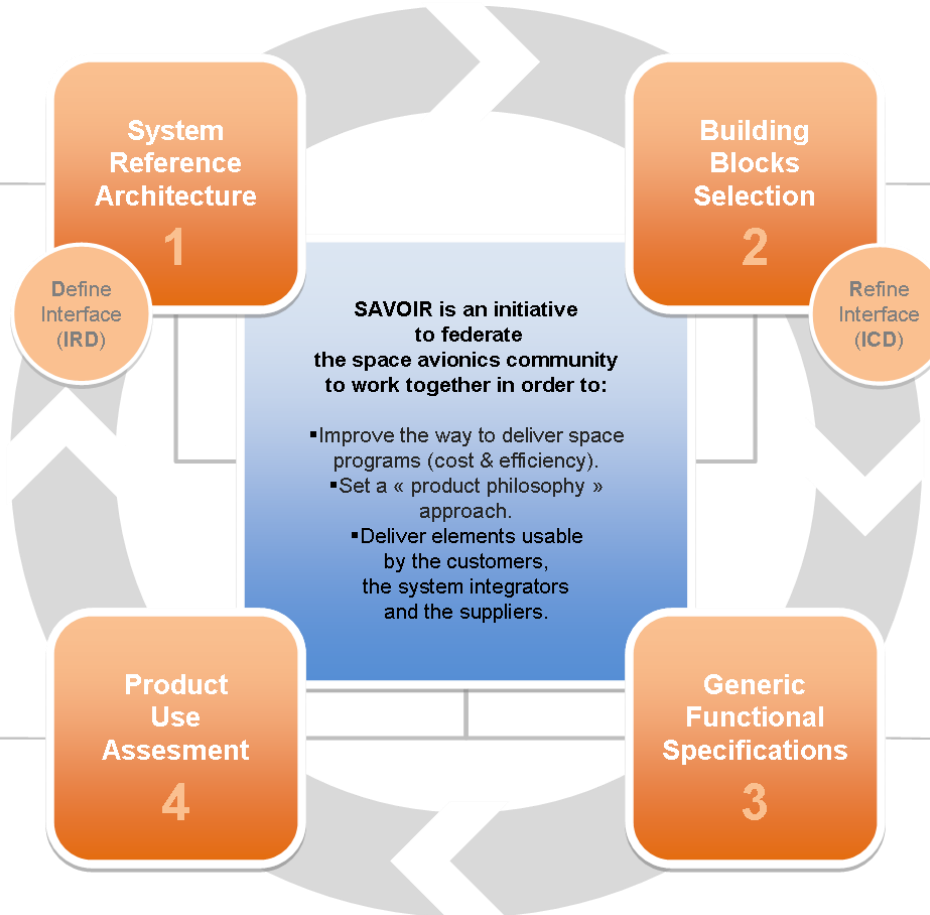 System
Reference
Architecture
1
Building
Blocks
Selection
2
Define
Interface
(IRD)
Refine
Interface
(ICD)
SAVOIR is an initiative
to federate
the space avionics community
to work together in order to:
▪Improve the way to deliver space
programs (cost & efficiency).
▪Set a « product philosophy »
approach.
▪Deliver elements usable
by the customers,
the system integrators
and the suppliers.
Product
Use
Assesment
4
Generic
Functional
Specifications
3